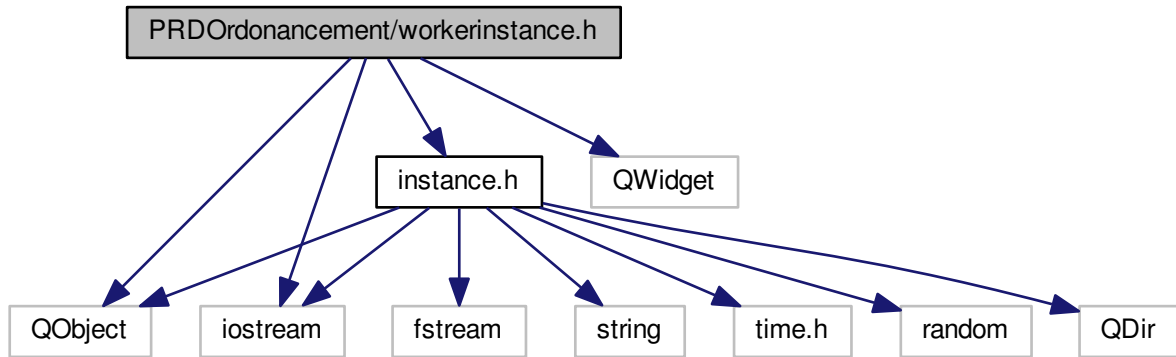 PRDOrdonancement/workerinstance.h
instance.h
QWidget
QObject
iostream
fstream
string
time.h
random
QDir